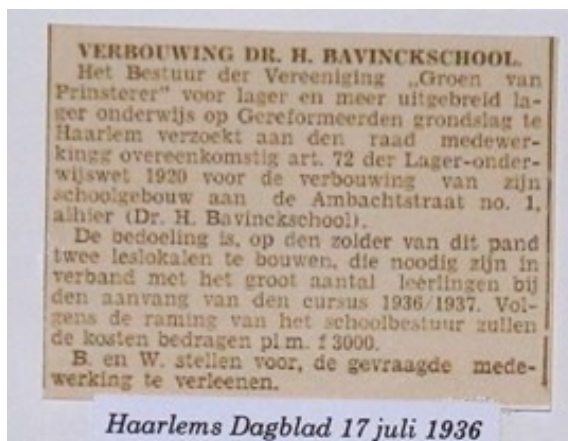 VERBOUWING DR. H. BAVINCKSCHOOL.
Het Bestuur der Vereeniging „Groen van
Prinsterer” voor lager en meer uitgebreid la-
ger onderwijs op Gereformeerden grondslag te
Haarlem verzoekt aan den raad medewer-
kingg overeenkomstig art. 72 der Lager-onder-
wijswet 1920 voor de verbouwing van zijn
schoolgebouw aan de Ambachtstraat no. 1,
alhier (Dr. H. Bavinckschool).
De bedoeling is, op den zolder van dit pand
twee leslokalen te bouwen, die noodig zijn in
verband met het groot aantal leerlingen bij
den aanvang van den cursus 1936/1937. Vol-
gens de raming van het schoolbestuur zullen
de kosten bedragen pl m. f 3000.
B. en W. stellen voor, de gevraagde mede-
werking te verleenen.
Haarlems Dagblad 17 juli 1936